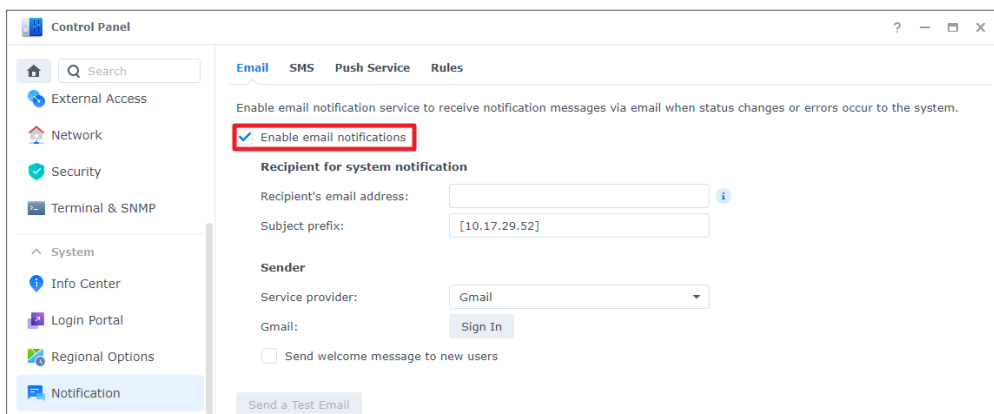 Control Panel
?
Search
External Access
Network
Security
Terminal & SNMP
System
Info Center
Login Portal
Regional Options
Notification
Email SMS Push Service Rules
Enable email notification service to receive notification messages via email when status changes or errors occur to the system.
Enable email notifications
Recipient for system notification
Recipient's email address:
i
Subject prefix: [10.17.29.52]
Sender
Service provider: Gmail
Gmail: Sign In
Send welcome message to new users
Send a Test Email